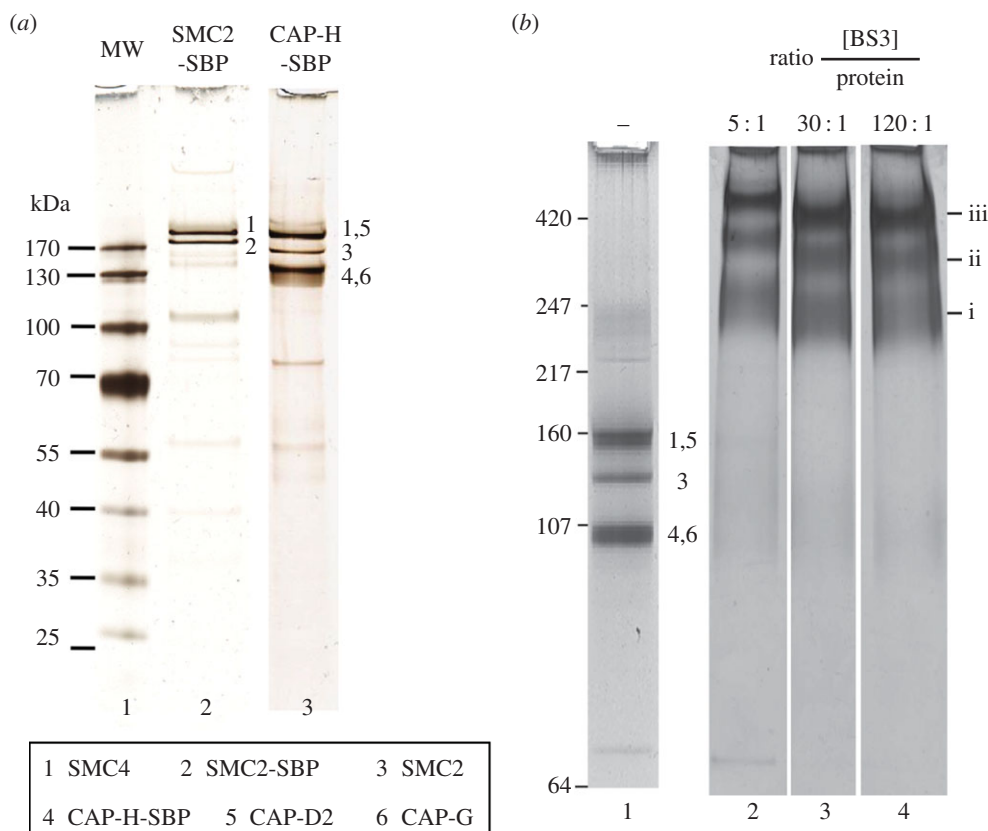 (a)
MW
SMC2
-SBP
CAP-H
-SBP
kDa
170
130
100
70
55
40
35
25
1
2
1,5
3
4,6
1 2 3
1 SMC4 2 SMC2-SBP 3 SMC2
4 CAP-H-SBP 5 CAP-D2 6 CAP-G
(b)
ratio [BS3]
protein
– 5 : 1 30 : 1 120 : 1
420
247
217
160
107
64
1,5
3
4,6
iii
ii
i
1 2 3 4